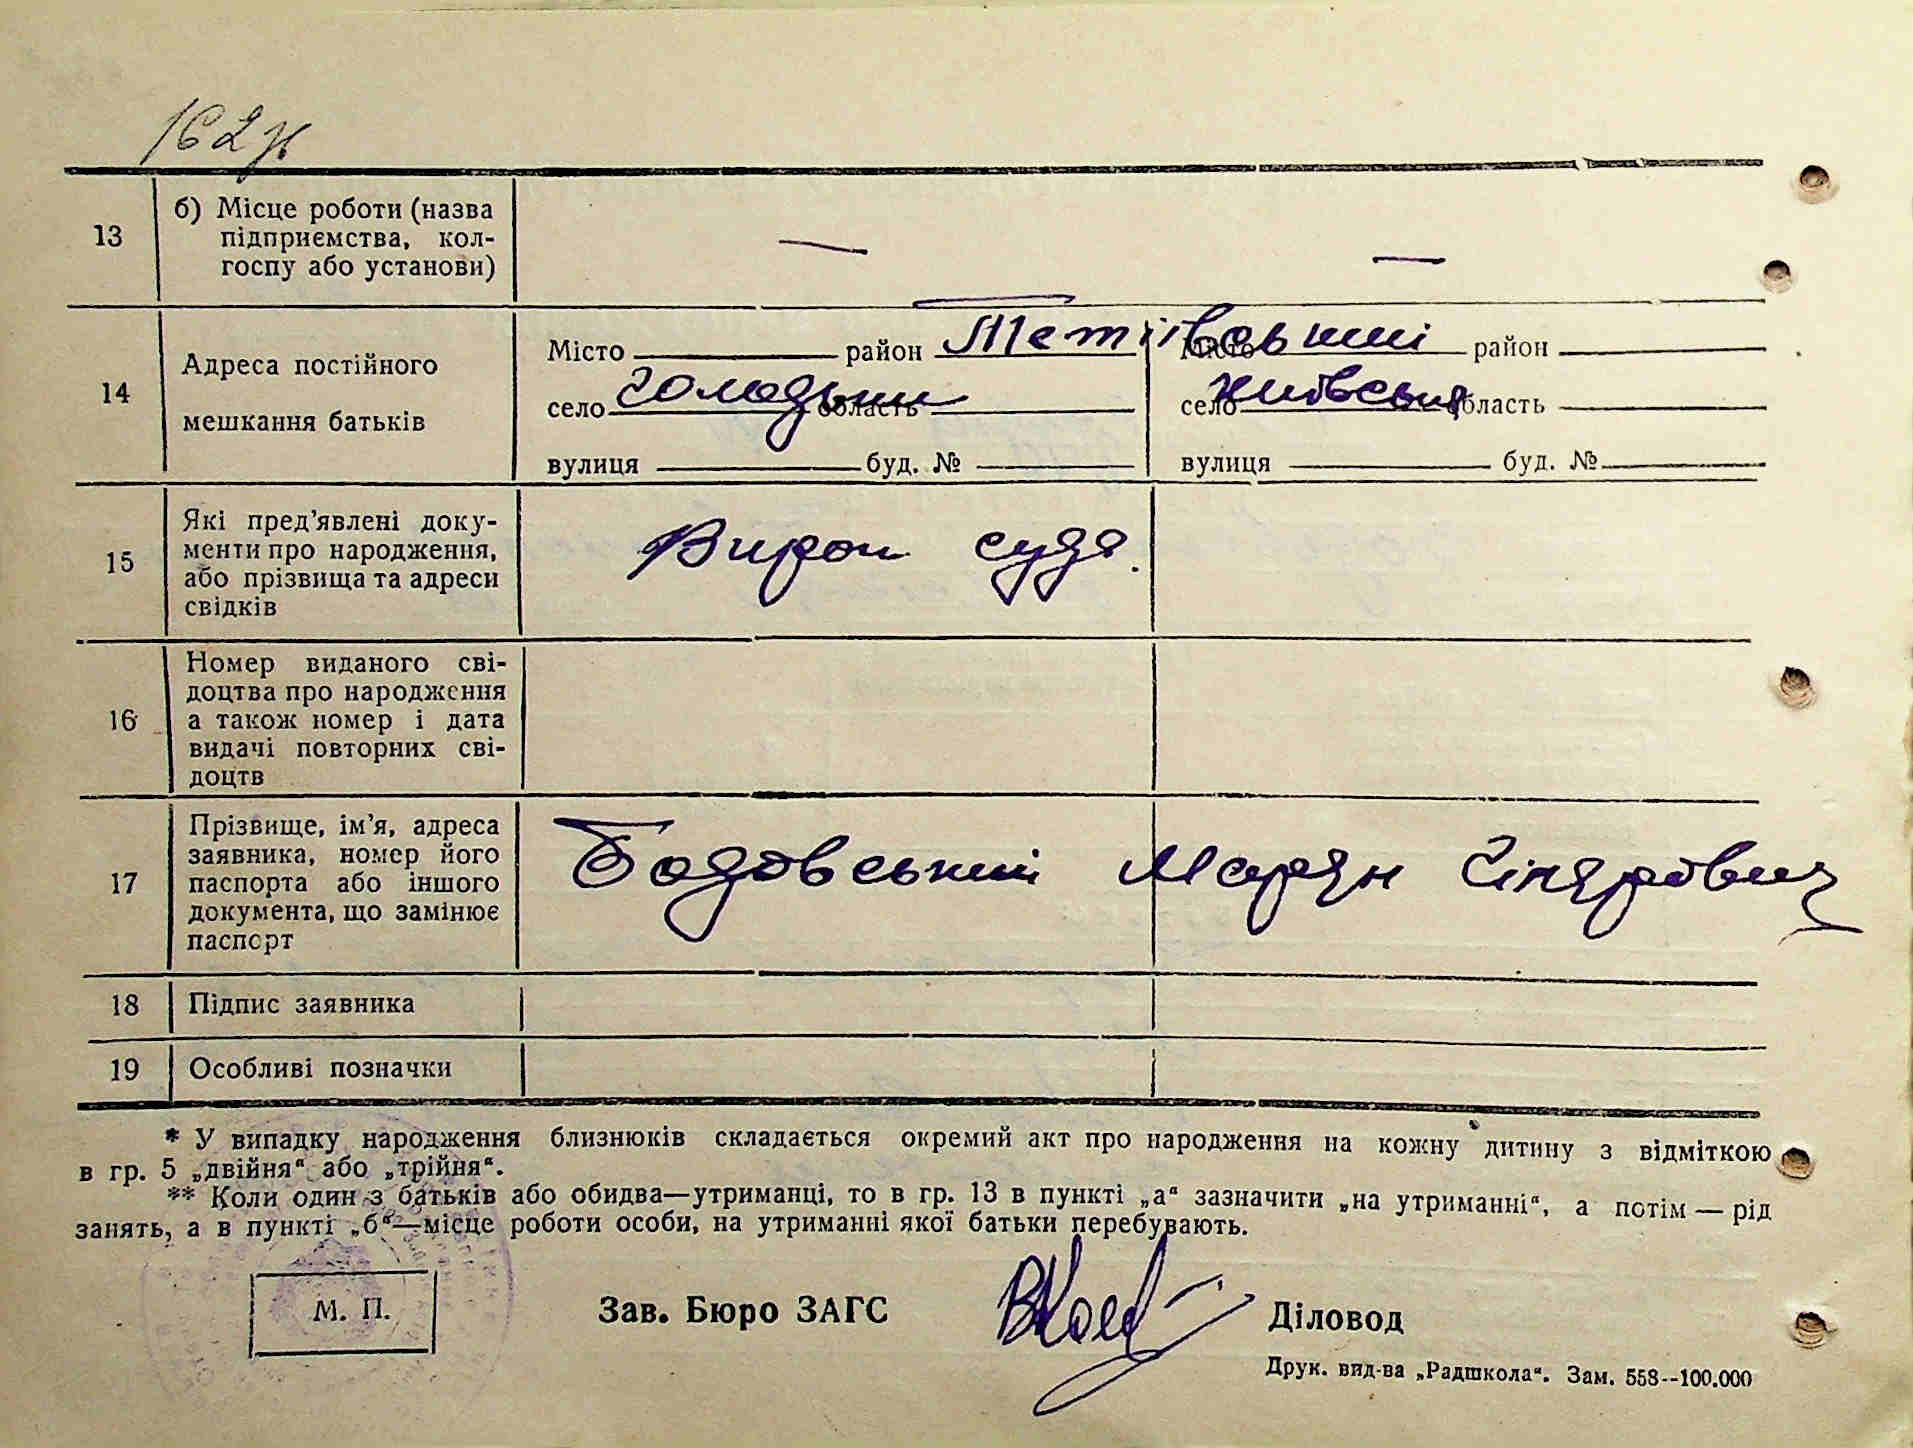 13
б) Місце роботи (назва
підприємства, кол-
госпу або установи)
—
—
14
Адреса постійного
мешкання батьків
Місто район Тетіївський Місто район
село Голодьки область село Київська область
вулиця буд. № вулиця буд. №
15
Які пред'явлені доку-
менти про народження,
або прізвища та адреси
свідків
Вирок суда.
16
Номер виданого сві-
доцтва про народження
а також номер і дата
видачі повторних сві-
доцтв
17
Прізвище, ім'я, адреса
заявника, номер його
паспорта або іншого
документа, що замінює
паспорт
18 Підпис заявника
19 Особливі позначки
* У випадку народження близнюків складається окремий акт про народження на кожну дитину з відміткою
в гр. 5 „двійня“ або „трійня“.
** Коли один з батьків або обидва—утриманці, то в гр. 13 в пункті „а“ зазначити „на утриманні“, а потім — рід
занять, а в пункті „б“—місце роботи особи, на утриманні якої батьки перебувають.
М. П. Зав. Бюро ЗАГС Діловод
Друк. вид-ва „Радшкола“. Зам. 558--100.000